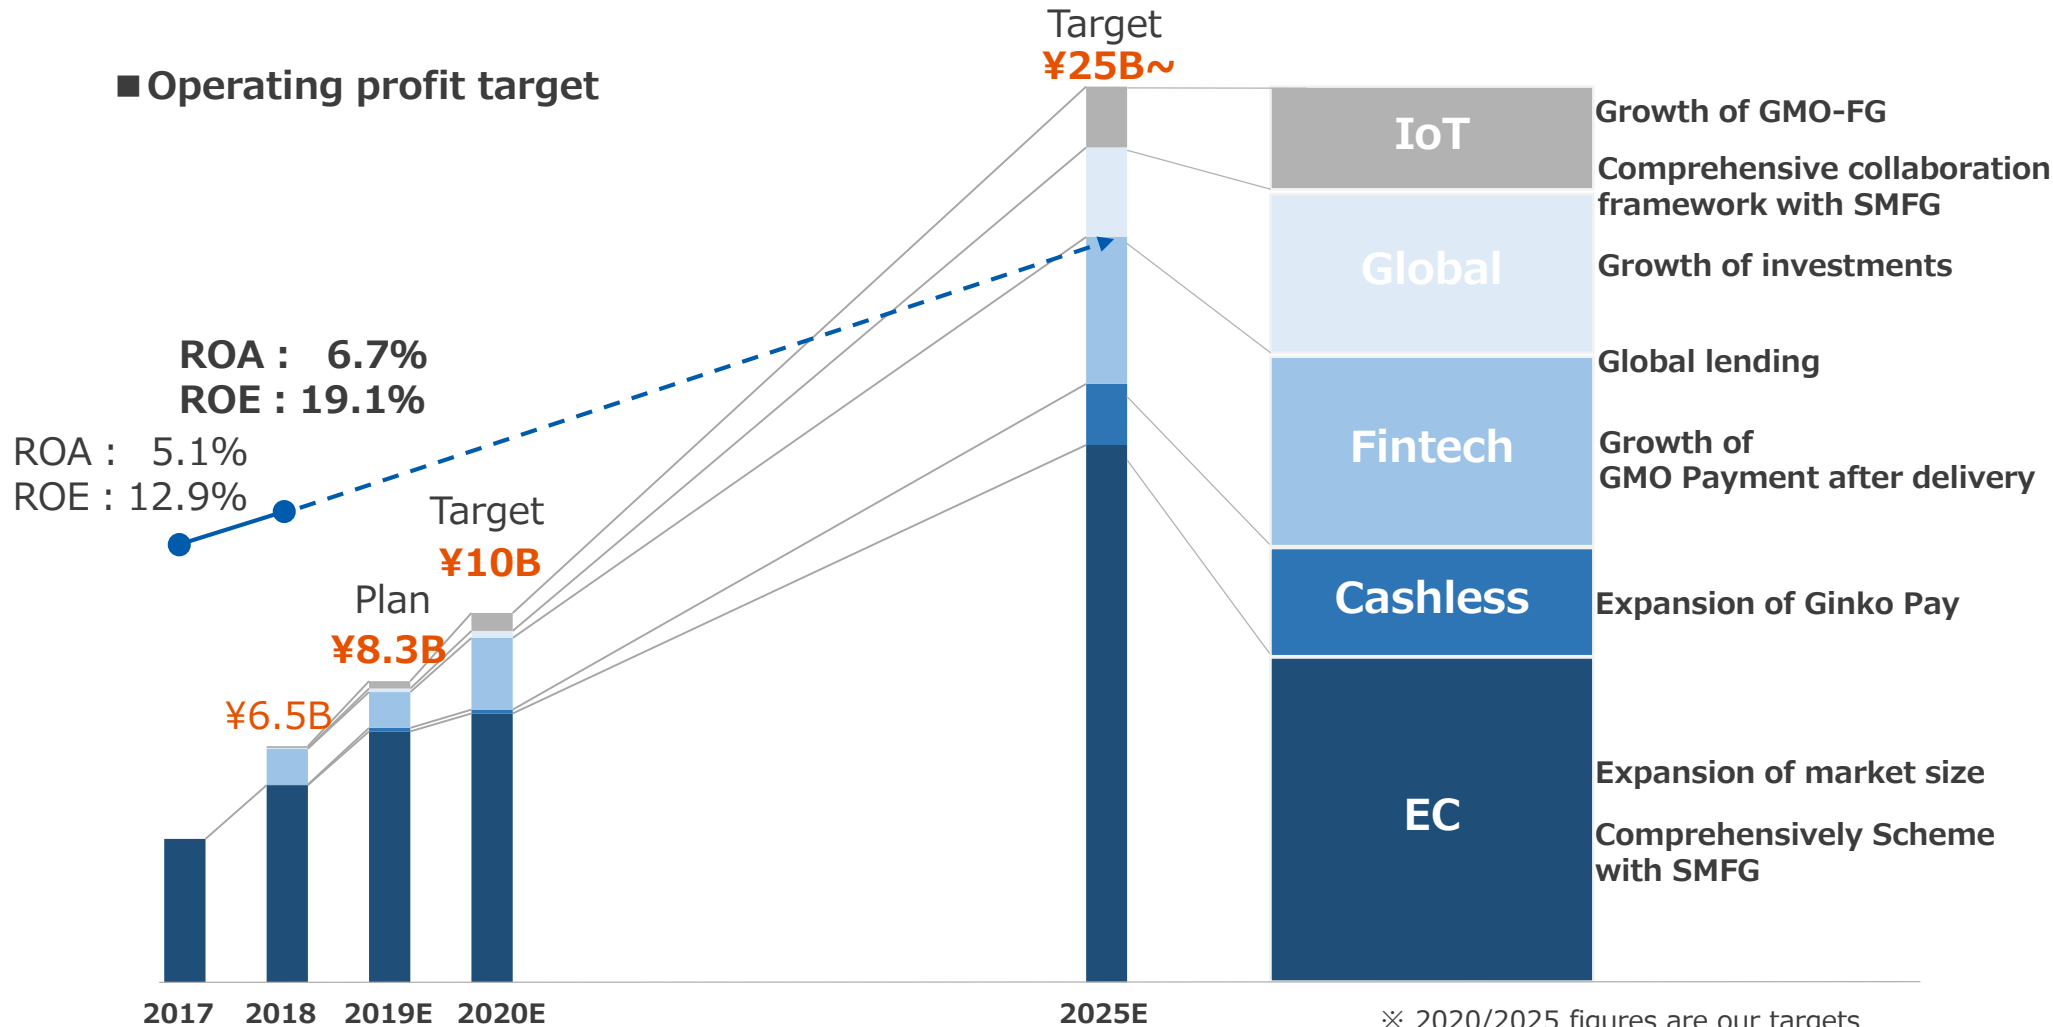 ■Operating profit target
Target
¥25B~
ROA : 6.7%
ROE : 19.1%
ROA : 5.1%
ROE : 12.9%
Target
¥10B
Plan
¥8.3B
¥6.5B
2017
2018
2019E
2020E
2025E
IoT
Global
Fintech
Cashless
EC
Growth of GMO-FG
Comprehensive collaboration
framework with SMFG
Growth of investments
Global lending
Growth of
GMO Payment after delivery
Expansion of Ginko Pay
Expansion of market size
Comprehensively Scheme
with SMFG
※ 2020/2025 figures are our targets